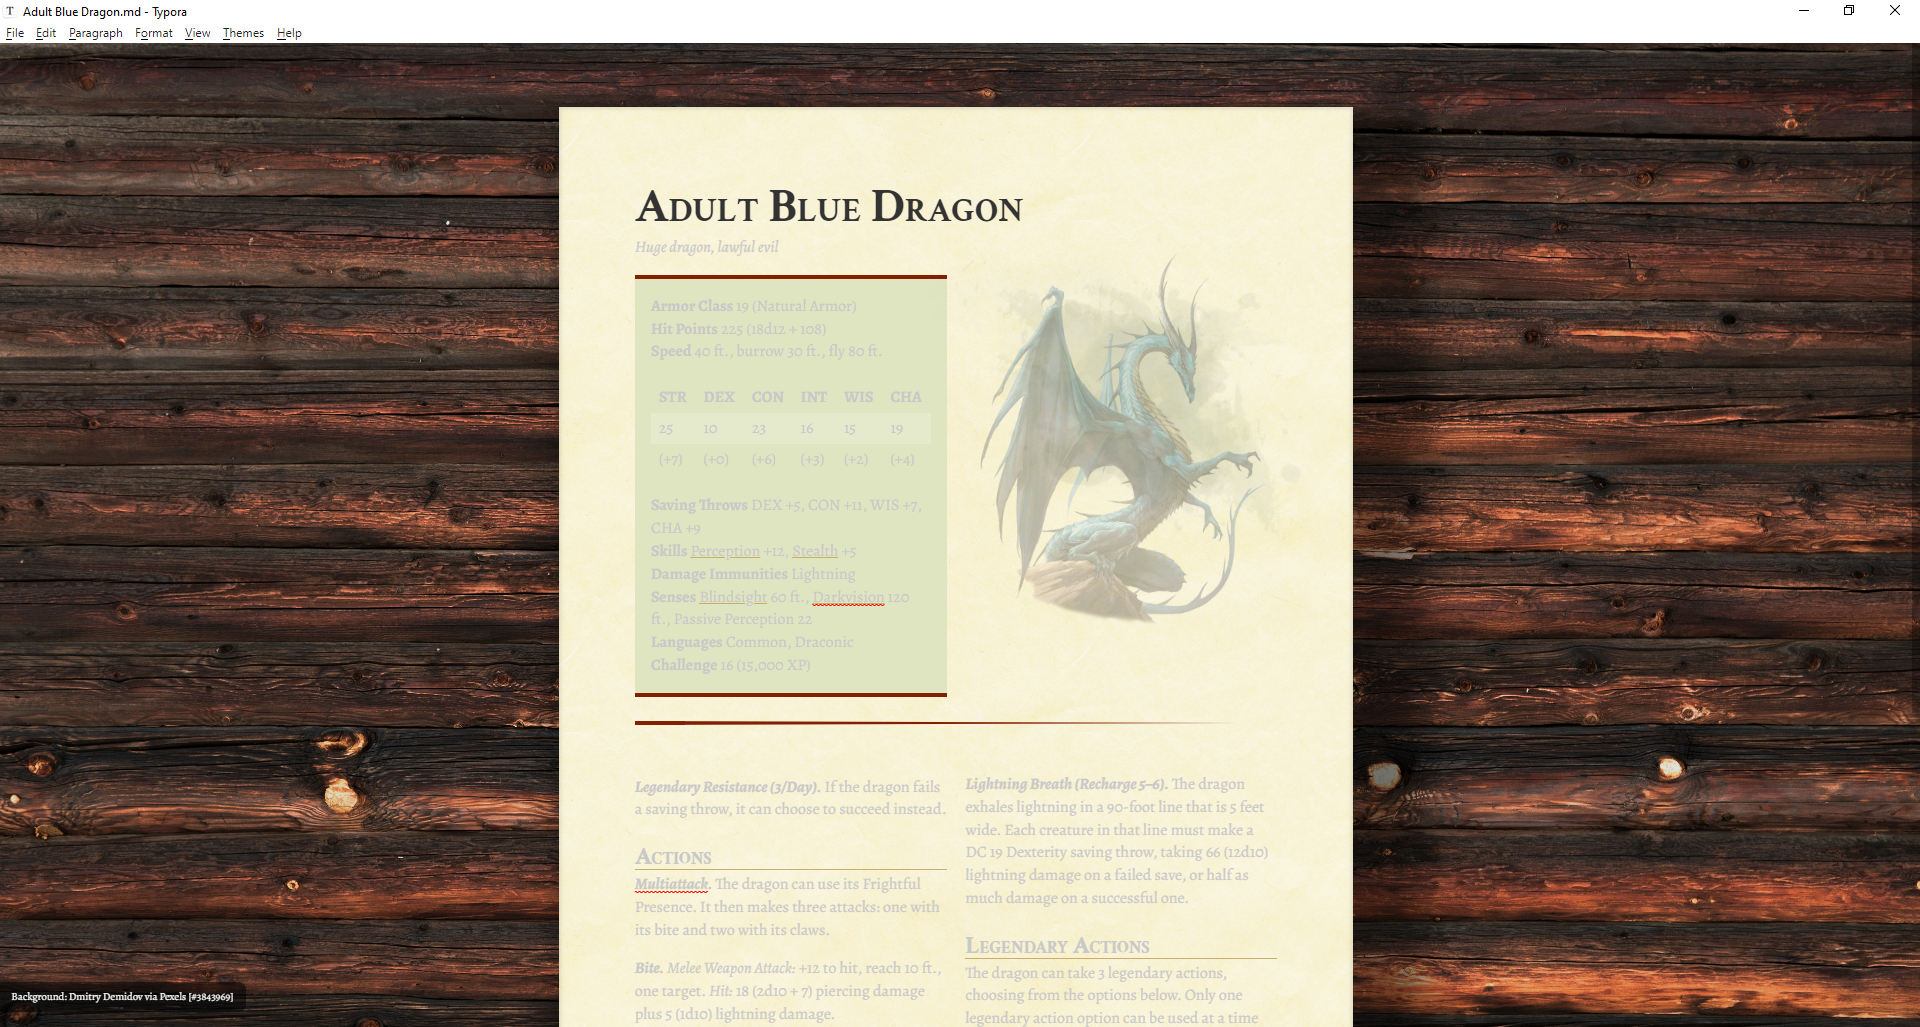 T Adult Blue Dragon.md - Typora
File Edit Paragraph Format View Themes Help
Adult Blue Dragon
Huge dragon, lawful evil
Armor Class 19 (Natural Armor)
Hit Points 225 (18d12 + 108)
Speed 40 ft., burrow 30 ft., fly 80 ft.
STR DEX CON INT WIS CHA
25 10 23 16 15 19
(+7) (+0) (+6) (+3) (+2) (+4)
Saving Throws DEX +5, CON +11, WIS +7,
CHA +9
Skills Perception +12, Stealth +5
Damage Immunities Lightning
Senses Blindsight 60 ft., Darkvision 120
ft., Passive Perception 22
Languages Common, Draconic
Challenge 16 (15,000 XP)
Legendary Resistance (3/Day). If the dragon fails
a saving throw, it can choose to succeed instead.
Actions
Multiattack. The dragon can use its Frightful
Presence. It then makes three attacks: one with
its bite and two with its claws.
Bite. Melee Weapon Attack: +12 to hit, reach 10 ft.,
one target. Hit: 18 (2d10 + 7) piercing damage
plus 5 (1d10) lightning damage.
Lightning Breath (Recharge 5–6). The dragon
exhales lightning in a 90-foot line that is 5 feet
wide. Each creature in that line must make a
DC 19 Dexterity saving throw, taking 66 (12d10)
lightning damage on a failed save, or half as
much damage on a successful one.
Legendary Actions
The dragon can take 3 legendary actions,
choosing from the options below. Only one
legendary action option can be used at a time
Background: Dmitry Demidov via Pexels [#3843969]